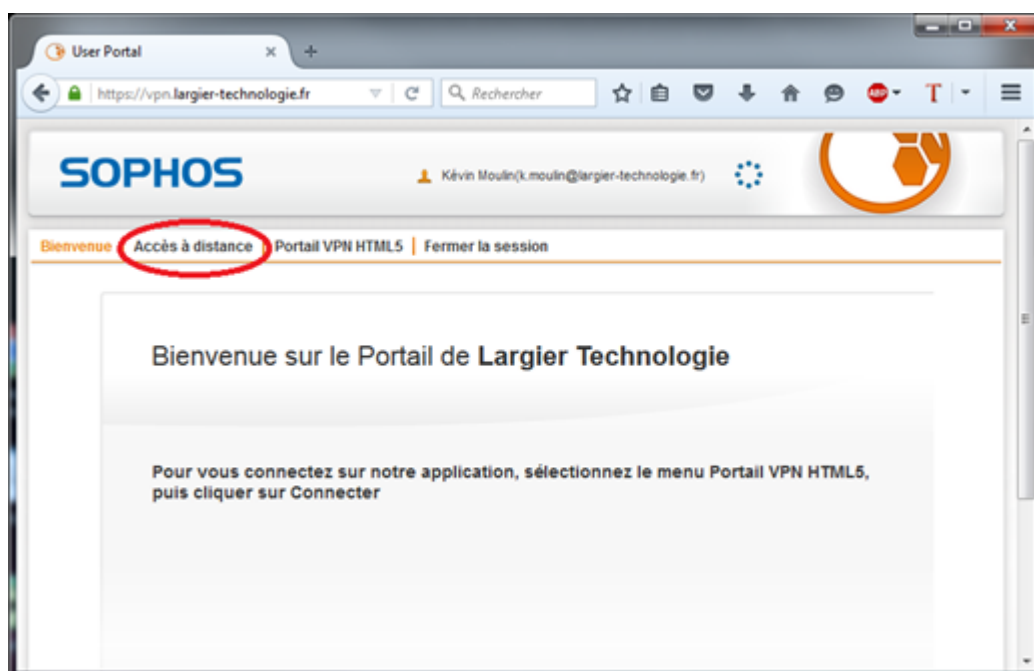 User Portal
https://vpn.largier-technologie.fr
Rechercher
ABP
T
SOPHOS
Kévin Moulin(k.moulin@largier-technologie.fr)
Bienvenue Accès à distance | Portail VPN HTML5 | Fermer la session
Bienvenue sur le Portail de Largier Technologie
Pour vous connectez sur notre application, sélectionnez le menu Portail VPN HTML5,
puis cliquer sur Connecter